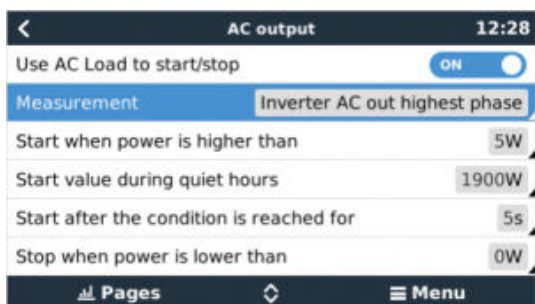 AC output 12:28
Use AC Load to start/stop ON
Measurement Inverter AC out highest phase
Start when power is higher than 5W
Start value during quiet hours 1900W
Start after the condition is reached for 5s
Stop when power is lower than 0W
Pages Menu